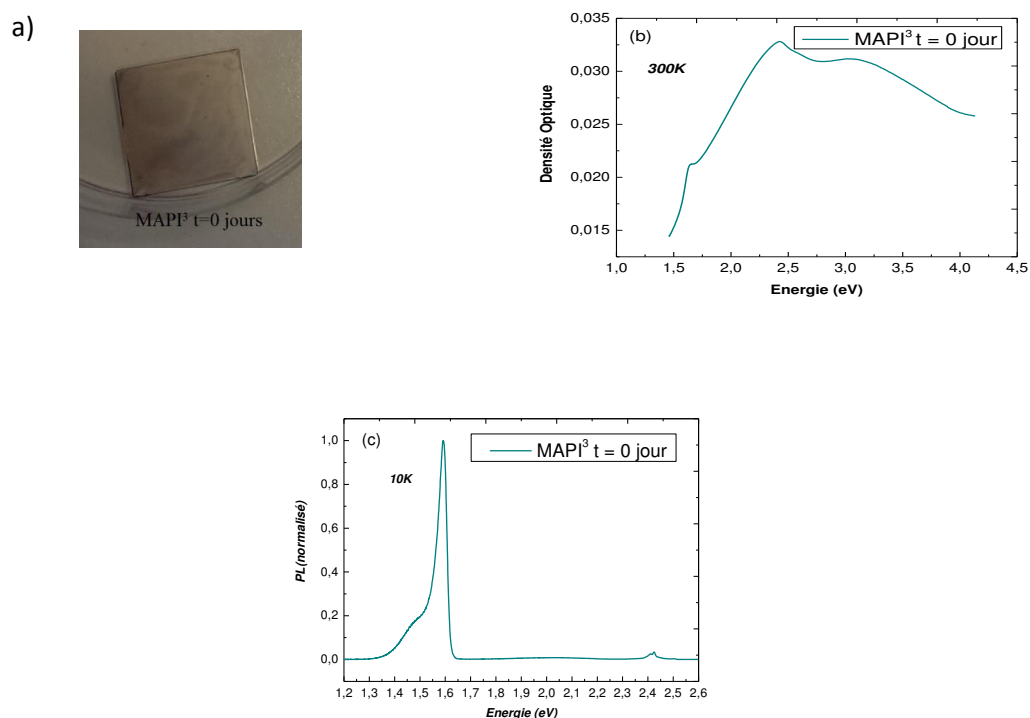 a)
MAPI³ t=0 jours
(b)
MAPI³ t = 0 jour
300K
0,035
0,030
0,025
0,020
0,015
Densité Optique
1,0 1,5 2,0 2,5 3,0 3,5 4,0 4,5
Energie (eV)
(c)
MAPI³ t = 0 jour
10K
1,0
0,8
0,6
0,4
0,2
0,0
PL(normalisé)
1,2 1,3 1,4 1,5 1,6 1,7 1,8 1,9 2,0 2,1 2,2 2,3 2,4 2,5 2,6
Energie (eV)